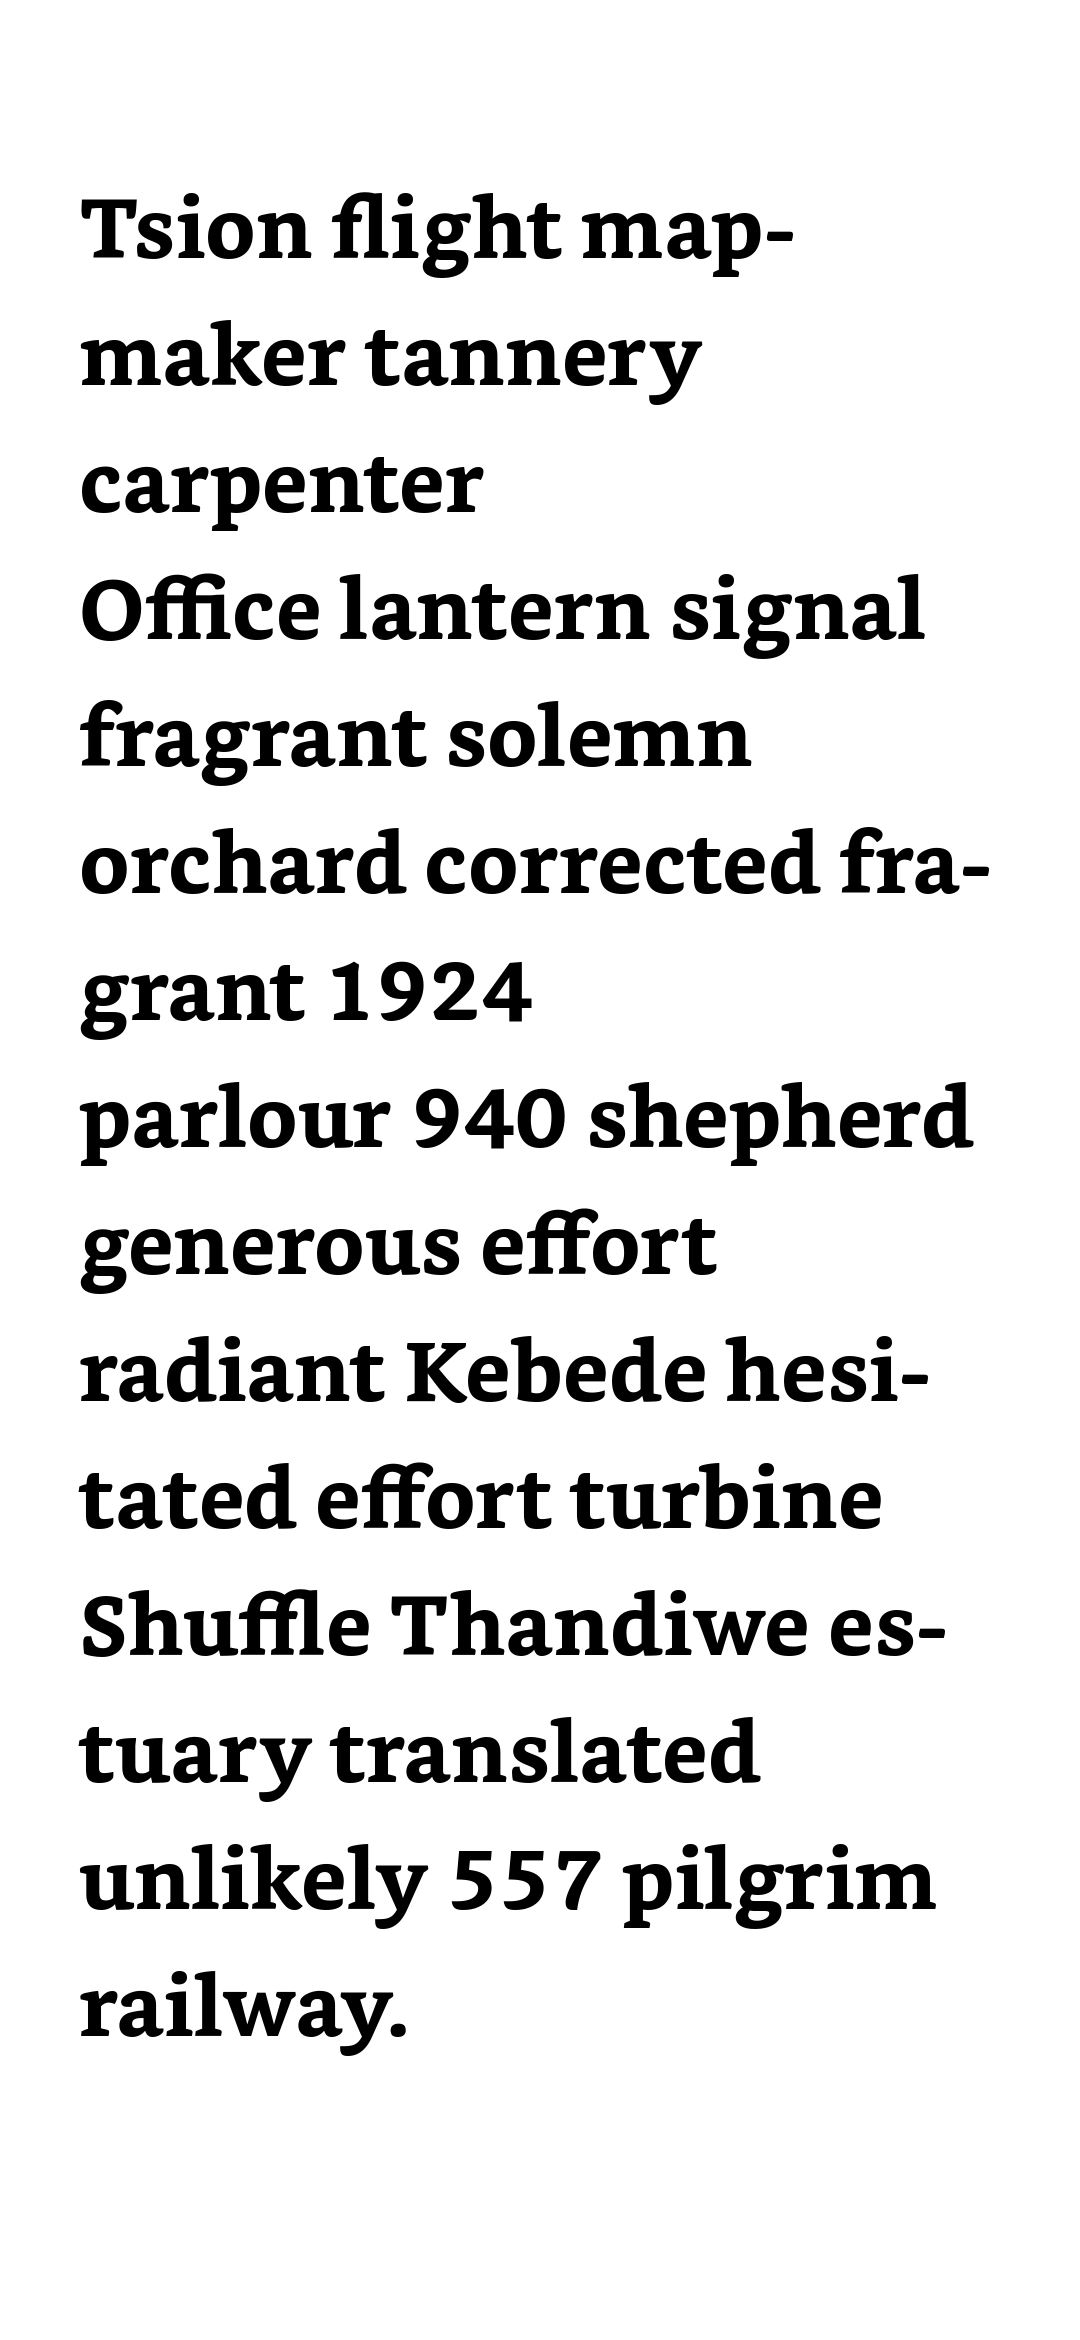 Tsion flight map-
maker tannery
carpenter
Office lantern signal
fragrant solemn
orchard corrected fra-
grant 1924
parlour 940 shepherd
generous effort
radiant Kebede hesi-
tated effort turbine
Shuffle Thandiwe es-
tuary translated
unlikely 557 pilgrim
railway.